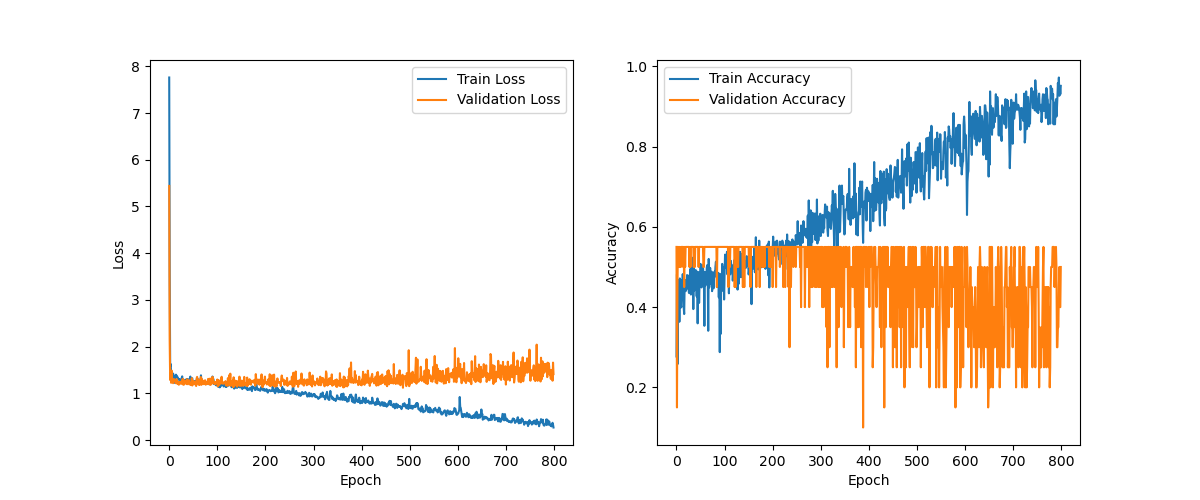 8
7
6
5
4
3
2
1
0
Loss
0 100 200 300 400 500 600 700 800
Epoch
Train Loss
Validation Loss
1.0
0.8
0.6
0.4
0.2
Accuracy
0 100 200 300 400 500 600 700 800
Epoch
Train Accuracy
Validation Accuracy